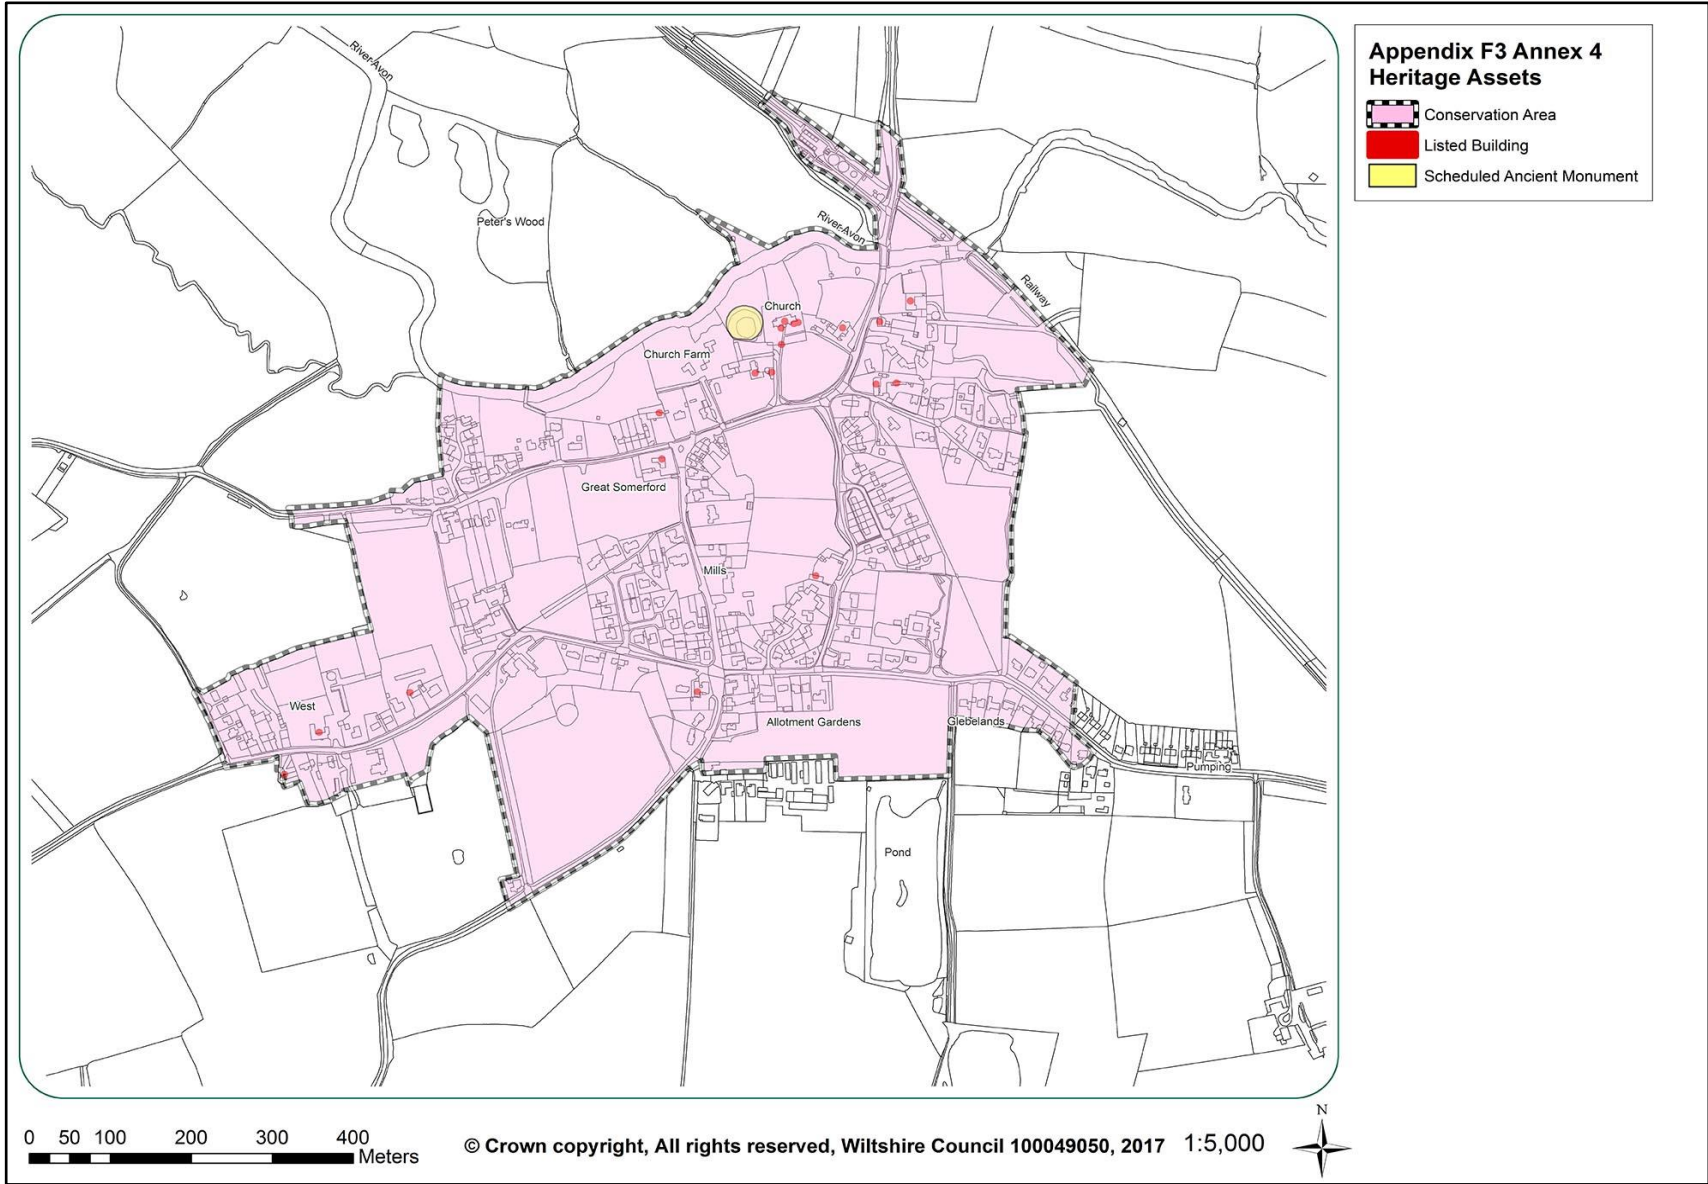 Appendix F3 Annex 4
Heritage Assets
Conservation Area
Listed Building
Scheduled Ancient Monument
River Avon
Peter's Wood
River Avon
Railway
Church
Church Farm
Great Somerford
Mills
West
Allotment Gardens
Glebelands
Pumping
Pond
N
0 50 100 200 300 400
Meters
© Crown copyright, All rights reserved, Wiltshire Council 100049050, 2017 1:5,000